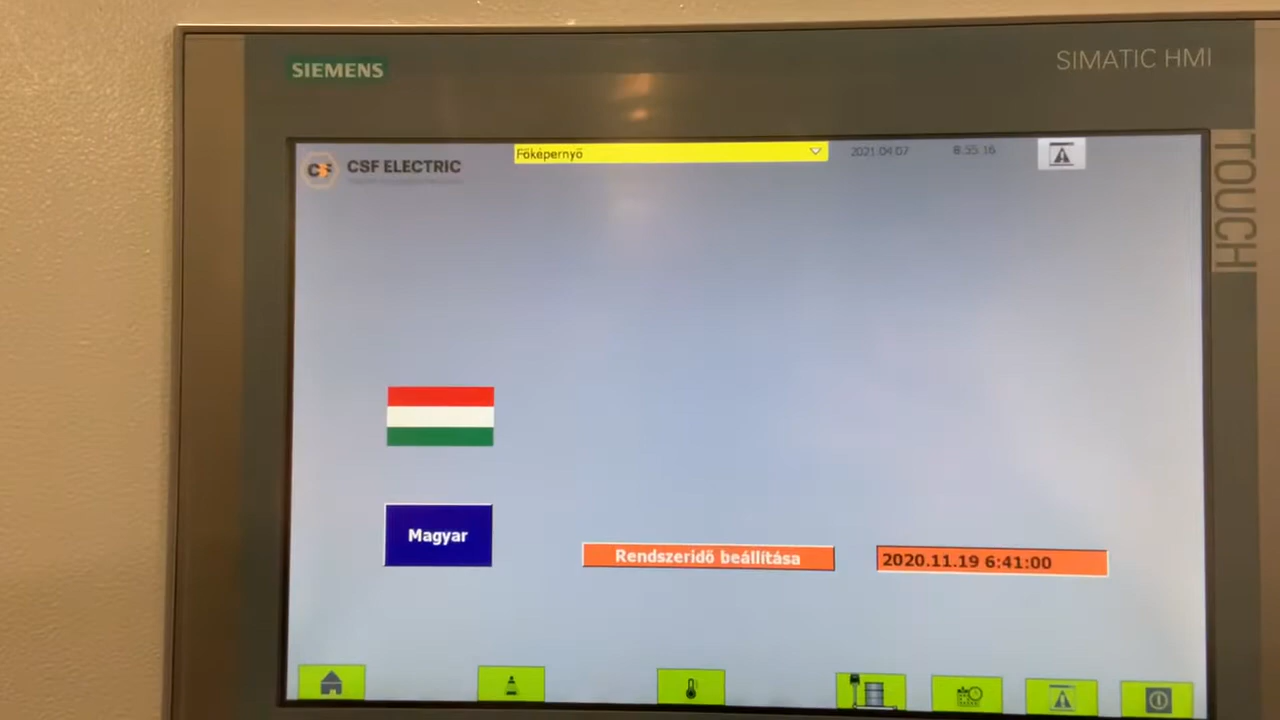 SIEMENS
SIMATIC HMI
TOUCH
CSF ELECTRIC
Főképernyő
2021.04.07
8:55:16
Magyar
Rendszeridő beállítása
2020.11.19 6:41:00